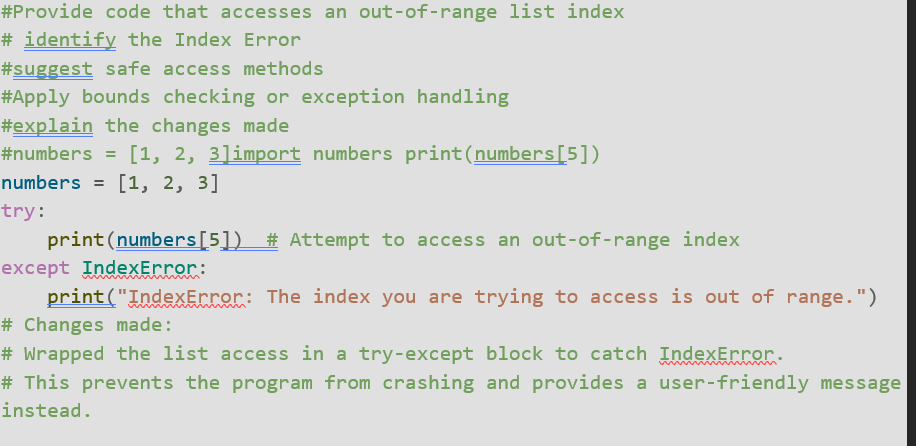 #Provide code that accesses an out-of-range list index
# identify the Index Error
#suggest safe access methods
#Apply bounds checking or exception handling
#explain the changes made
#numbers = [1, 2, 3]import numbers print(numbers[5])
numbers = [1, 2, 3]
try:
    print(numbers[5])  # Attempt to access an out-of-range index
except IndexError:
    print("IndexError: The index you are trying to access is out of range.")
# Changes made:
# Wrapped the list access in a try-except block to catch IndexError.
# This prevents the program from crashing and provides a user-friendly message
instead.